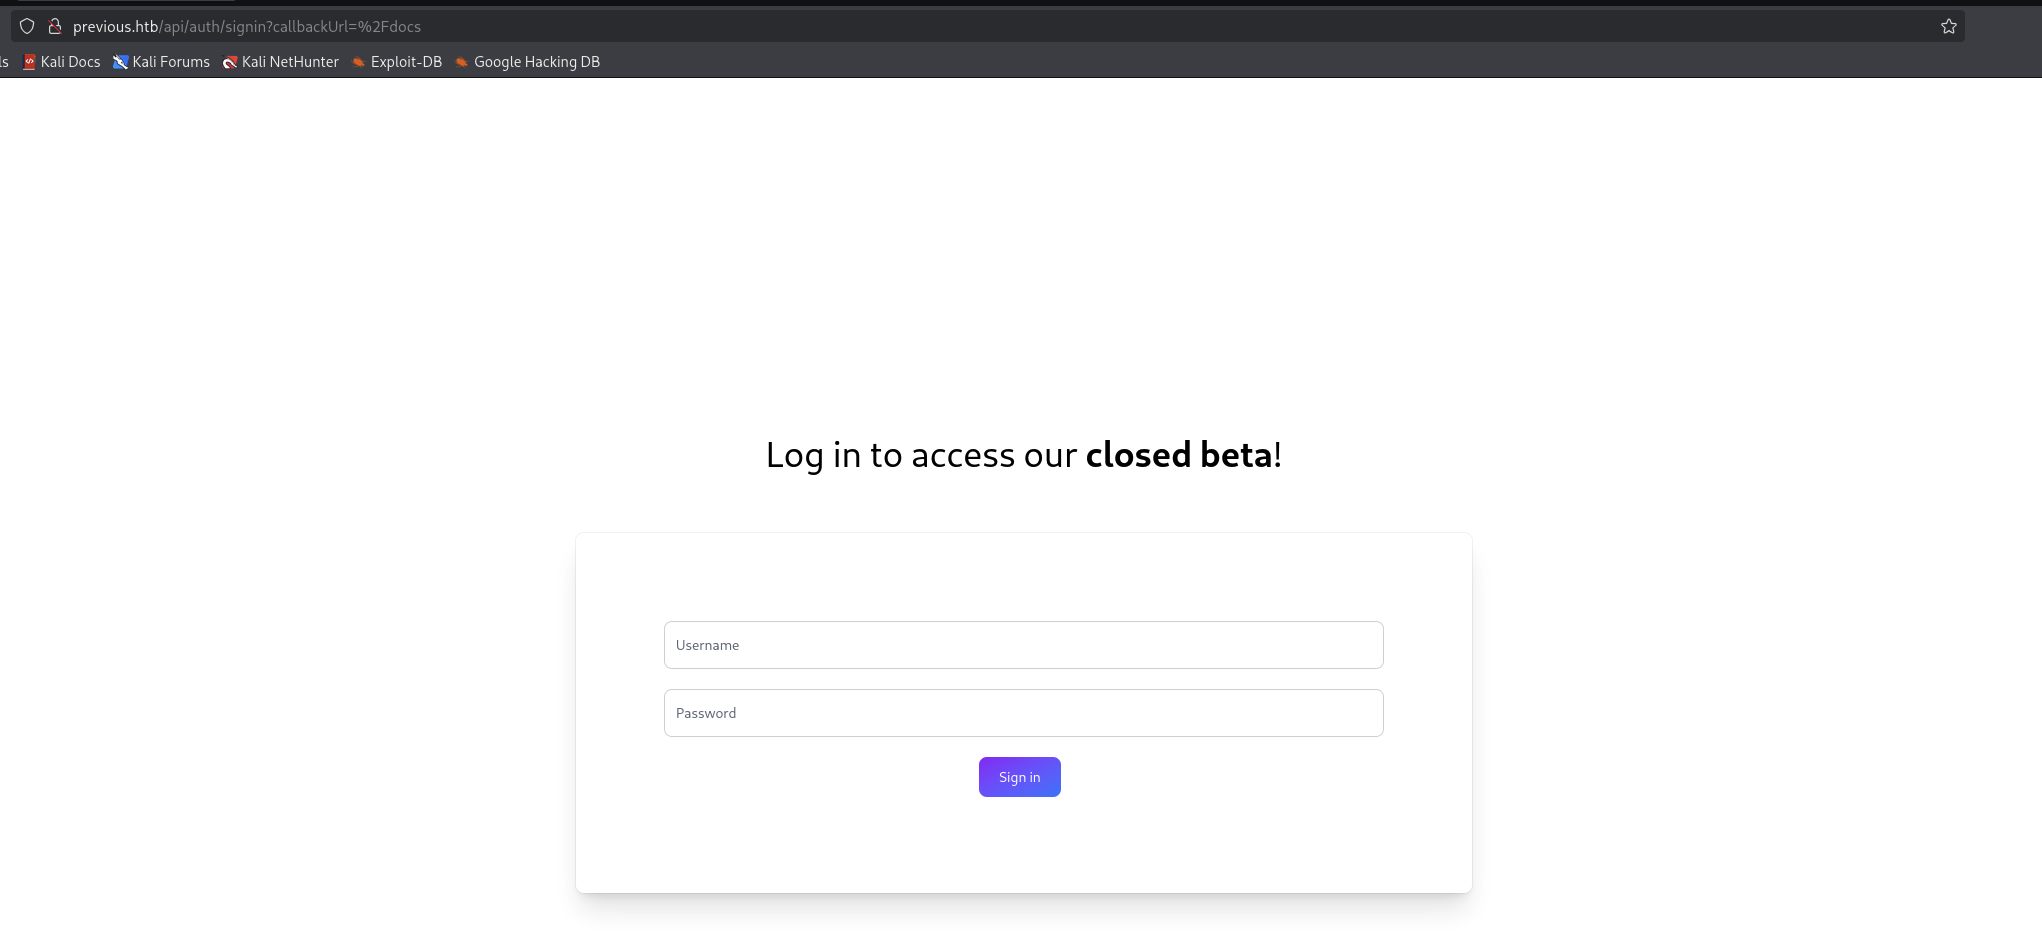 previous.htb/api/auth/signin?callbackUrl=%2Fdocs
ls Kali Docs Kali Forums Kali NetHunter Exploit-DB Google Hacking DB
Log in to access our closed beta!
Username
Password
Sign in